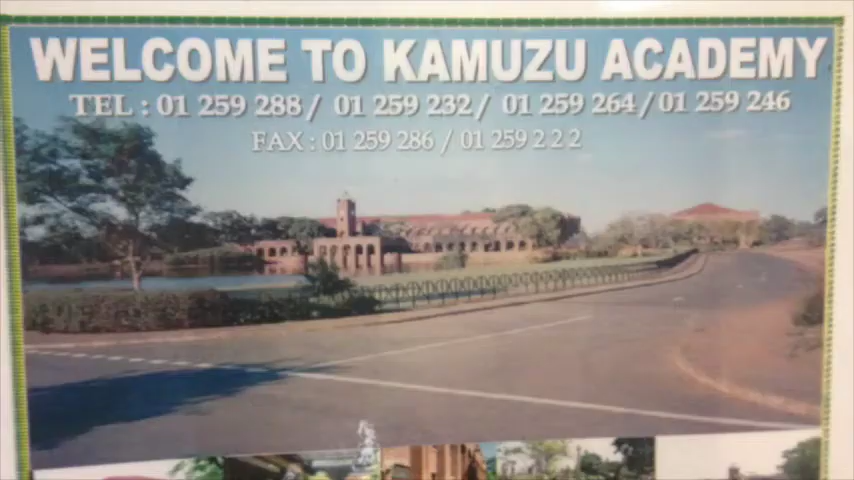 WELCOME TO KAMUZU ACADEMY
TEL : 01 259 288 / 01 259 232 / 01 259 264 / 01 259 246
FAX : 01 259 286 / 01 259 2 2 2